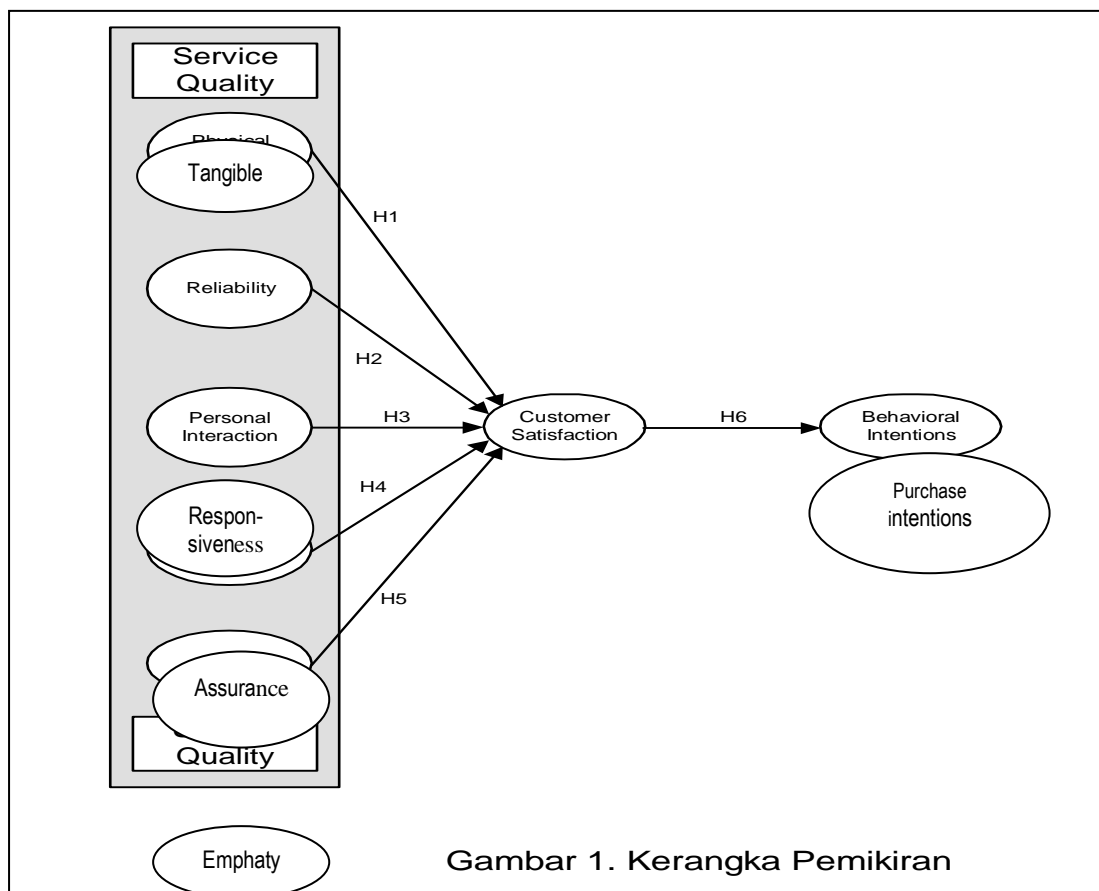 Service
Quality
Physical
Tangible
H1
Reliability
H2
Personal
Interaction
H3
Customer
Satisfaction
H6
Behavioral
Intentions
H4
Respon-
siveness
Purchase
intentions
H5
Assurance
Quality
Emphaty
Gambar 1. Kerangka Pemikiran